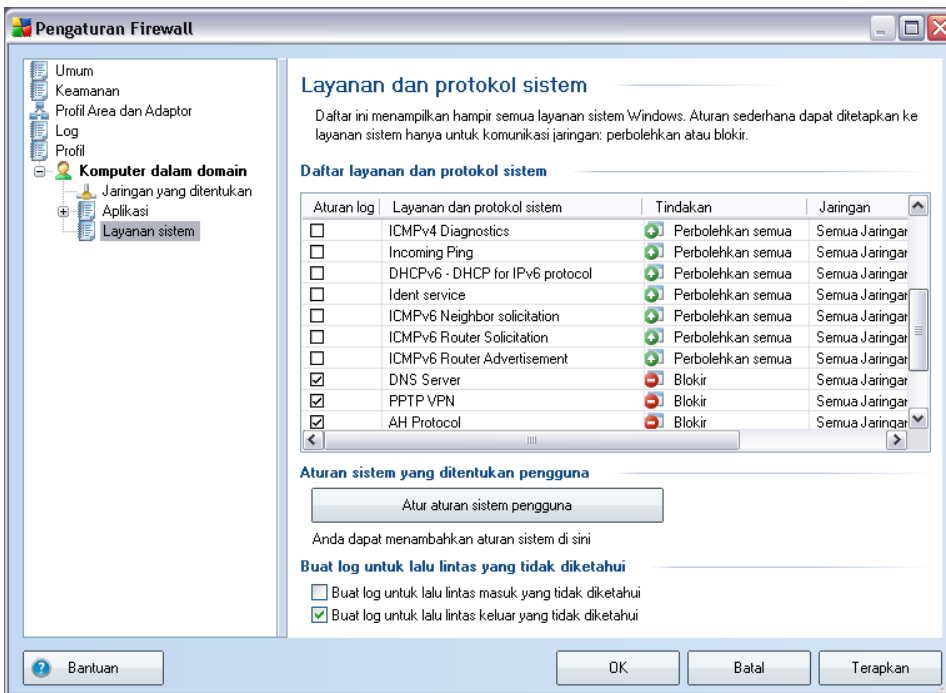 Pengaturan Firewall
Umum
Keamanan
Profil Area dan Adaptor
Log
Profil
Komputer dalam domain
Jaringan yang ditentukan
Aplikasi
Layanan sistem
Layanan dan protokol sistem
Daftar ini menampilkan hampir semua layanan sistem Windows. Aturan sederhana dapat ditetapkan ke
layanan sistem hanya untuk komunikasi jaringan: perbolehkan atau blokir.
Daftar layanan dan protokol sistem
Aturan log Layanan dan protokol sistem Tindakan Jaringan
ICMPv4 Diagnostics Perbolehkan semua Semua Jaringan
Incoming Ping Perbolehkan semua Semua Jaringan
DHCPv6 - DHCP for IPv6 protocol Perbolehkan semua Semua Jaringan
Ident service Perbolehkan semua Semua Jaringan
ICMPv6 Neighbor solicitation Perbolehkan semua Semua Jaringan
ICMPv6 Router Solicitation Perbolehkan semua Semua Jaringan
ICMPv6 Router Advertisement Perbolehkan semua Semua Jaringan
DNS Server Blokir Semua Jaringan
PPTP VPN Blokir Semua Jaringan
AH Protocol Blokir Semua Jaringan
Aturan sistem yang ditentukan pengguna
Atur aturan sistem pengguna
Anda dapat menambahkan aturan sistem di sini
Buat log untuk lalu lintas yang tidak diketahui
Buat log untuk lalu lintas masuk yang tidak diketahui
Buat log untuk lalu lintas keluar yang tidak diketahui
Bantuan OK Batal Terapkan